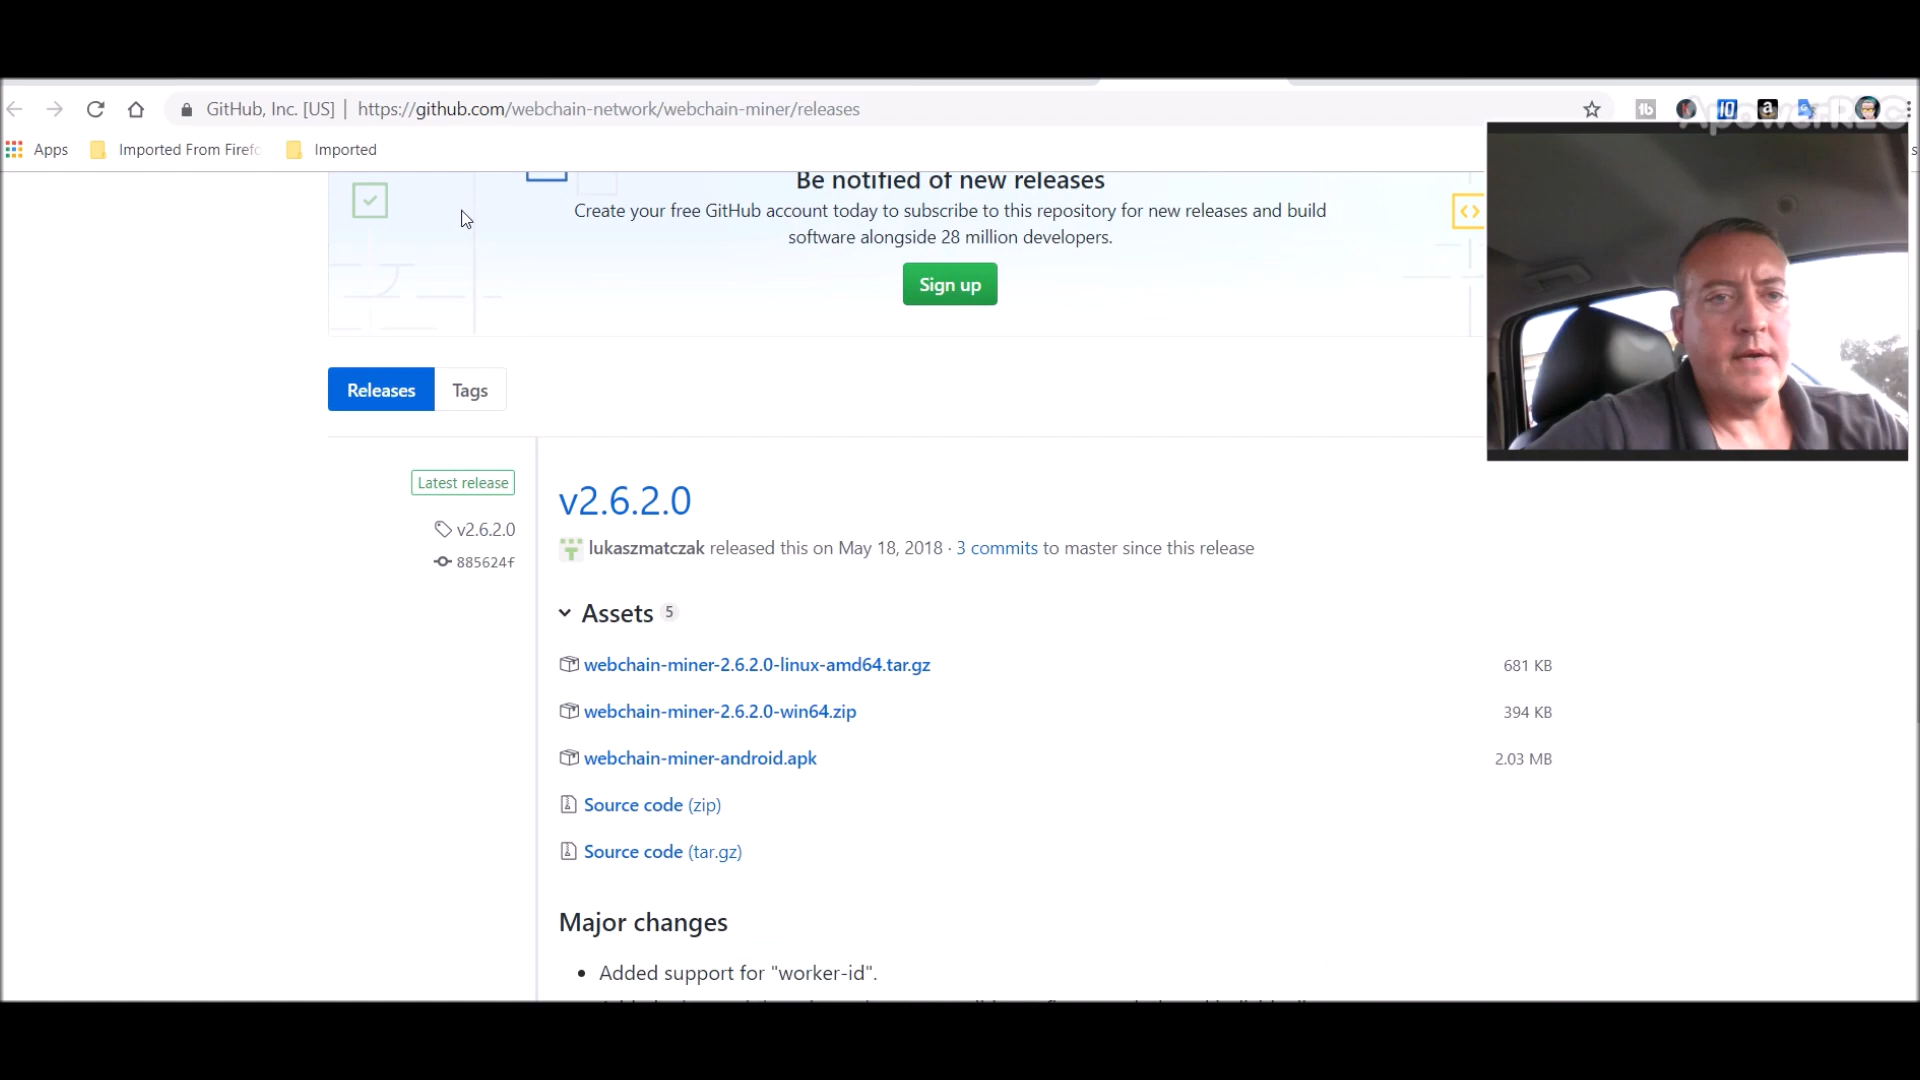 GitHub, Inc. [US] | https://github.com/webchain-network/webchain-miner/releases
ApowerREC
Apps
Imported From Firefo
Imported
Be notified of new releases
Create your free GitHub account today to subscribe to this repository for new releases and build
software alongside 28 million developers.
Sign up
Releases
Tags
Latest release
v2.6.2.0
885624f
v2.6.2.0
lukaszmatczak released this on May 18, 2018 · 3 commits to master since this release
Assets 5
webchain-miner-2.6.2.0-linux-amd64.tar.gz
681 KB
webchain-miner-2.6.2.0-win64.zip
394 KB
webchain-miner-android.apk
2.03 MB
Source code (zip)
Source code (tar.gz)
Major changes
• Added support for "worker-id".